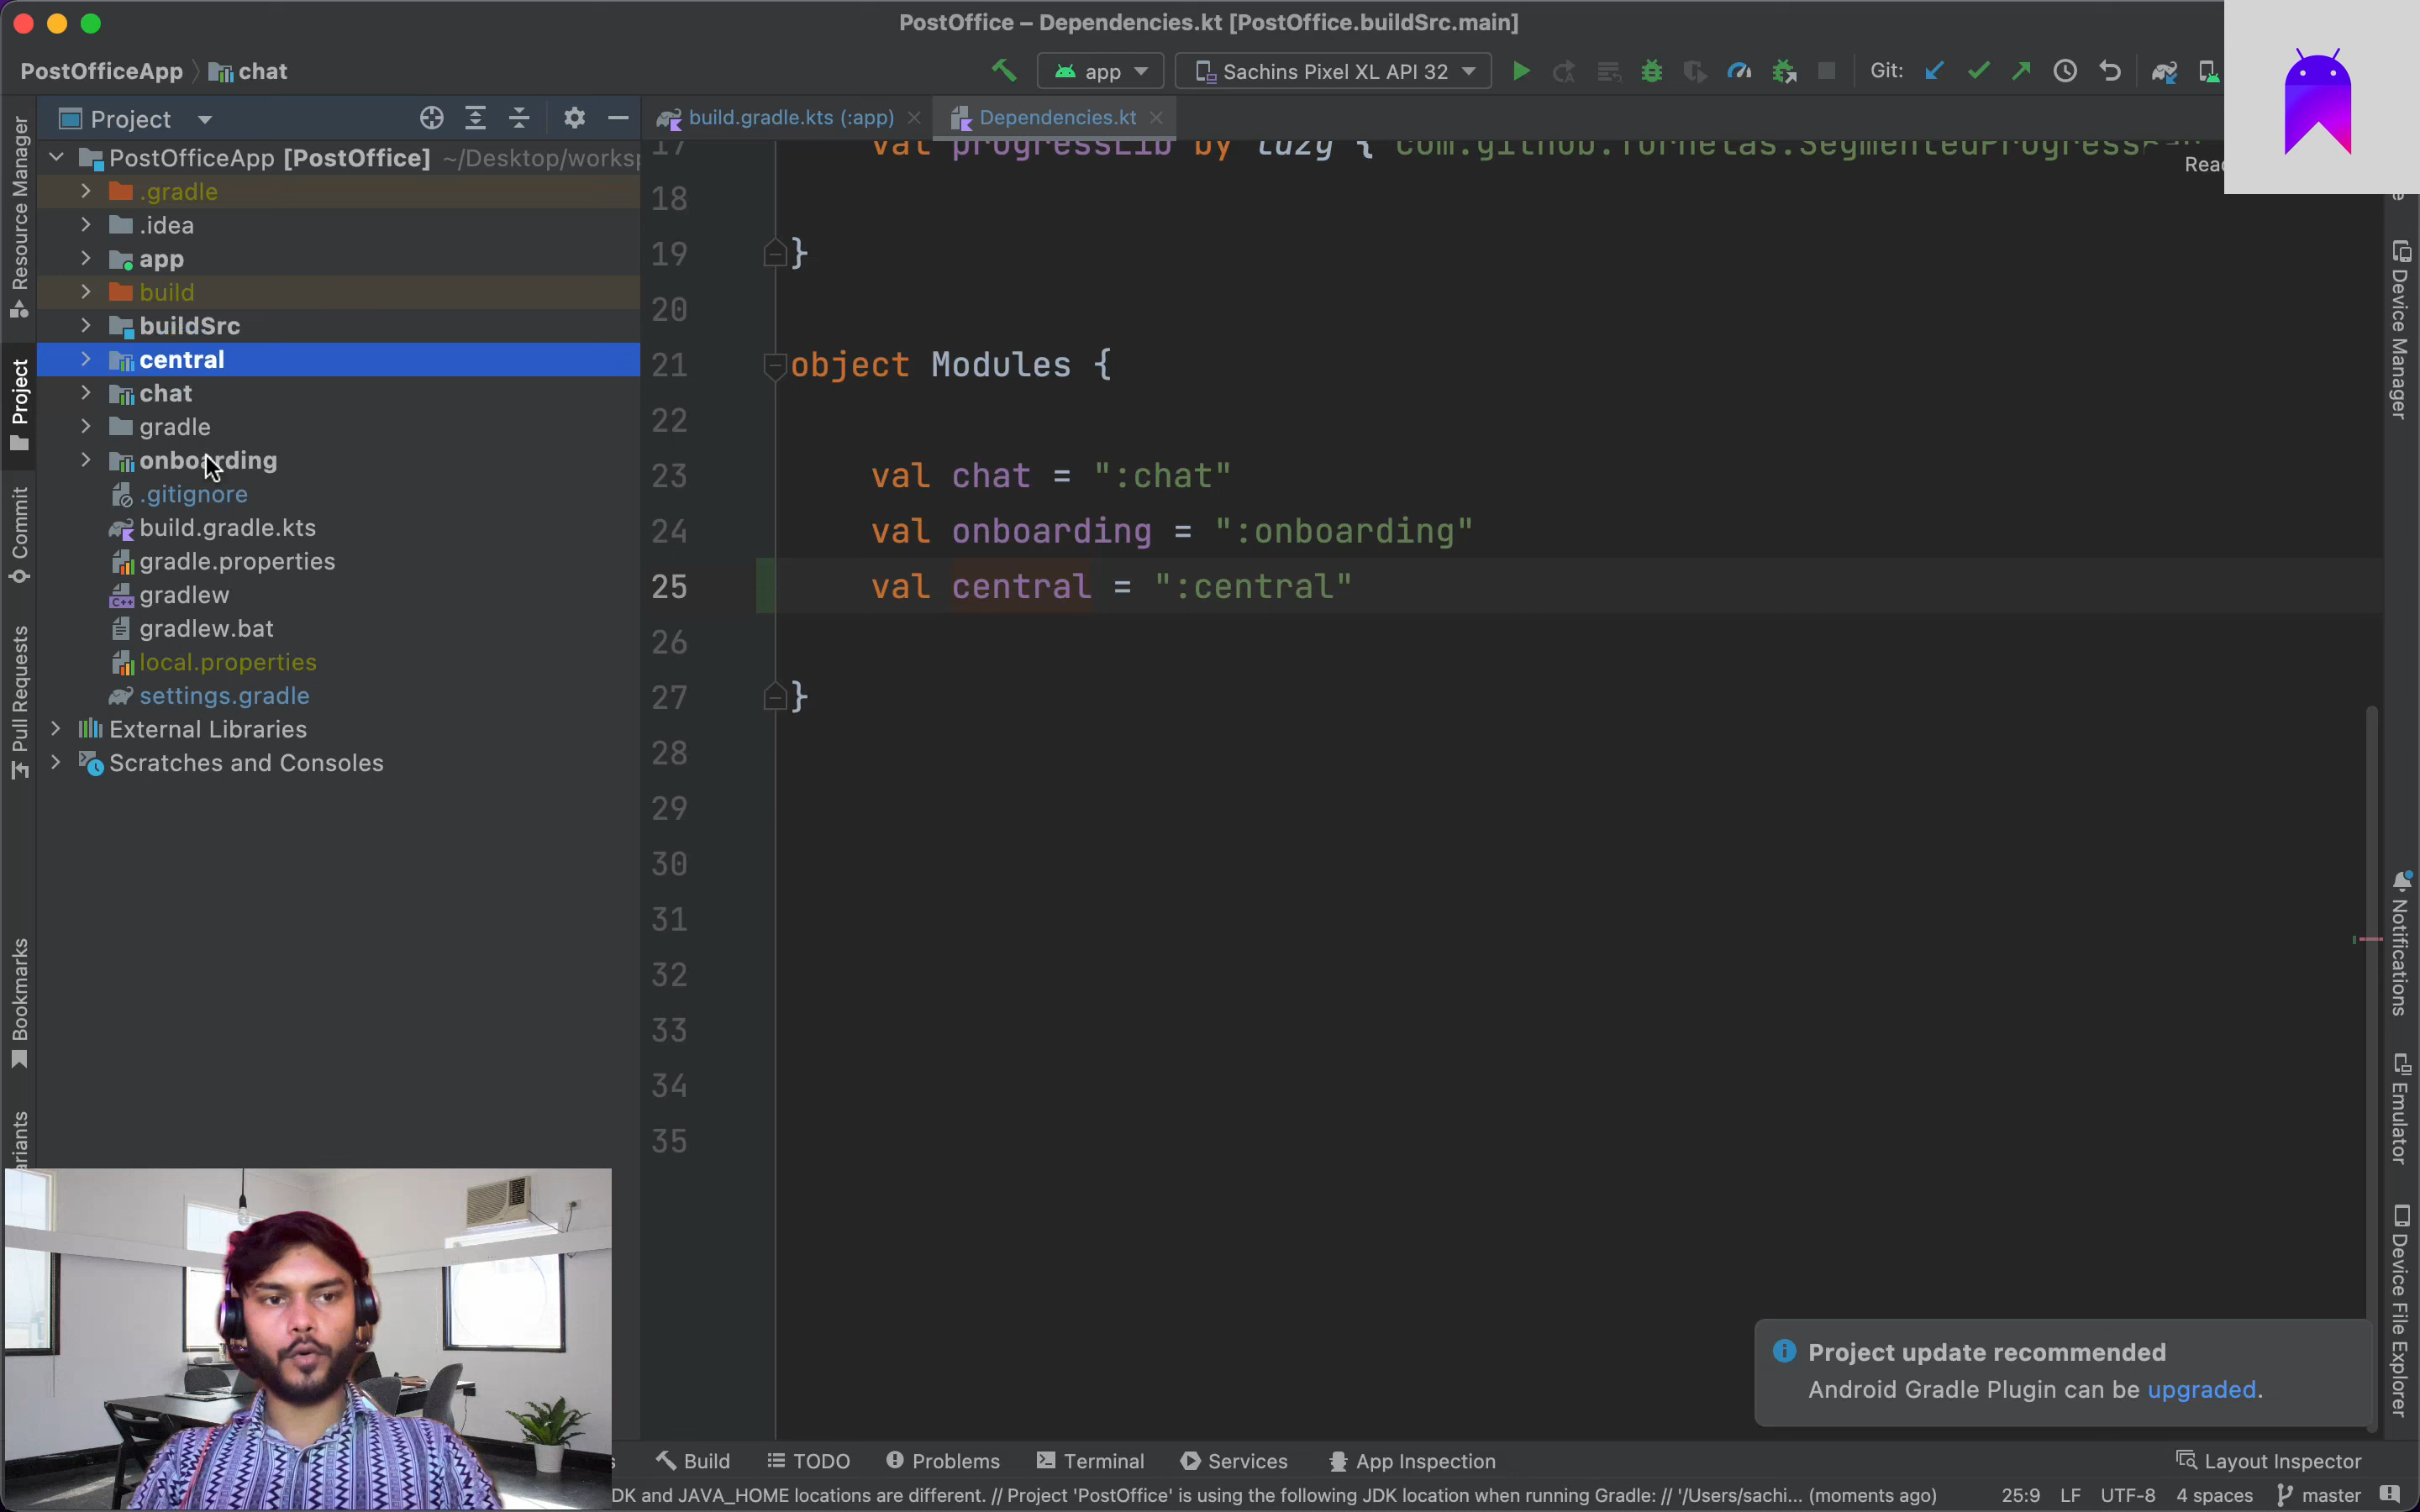 PostOffice – Dependencies.kt [PostOffice.buildSrc.main]
PostOfficeApp
chat
app
Sachins Pixel XL API 32
Git:
Resource Manager
Project
Commit
Pull Requests
Bookmarks
Project
PostOfficeApp [PostOffice] ~/Desktop/worksp
.gradle
.idea
app
build
buildSrc
central
chat
gradle
onboarding
.gitignore
build.gradle.kts
gradle.properties
gradlew
gradlew.bat
local.properties
settings.gradle
External Libraries
Scratches and Consoles
build.gradle.kts (:app)
Dependencies.kt
17 val progressLib by lazy {
18
19 }
20
21 object Modules {
22
23 val chat = ":chat"
24 val onboarding = ":onboarding"
25 val central = ":central"
26
27 }
28
29
30
31
32
33
34
35
Device Manager
Notifications
Emulator
Device File Explorer
Project update recommended
Android Gradle Plugin can be upgraded.
Build
TODO
Problems
Terminal
Services
App Inspection
Layout Inspector
DK and JAVA_HOME locations are different. // Project 'PostOffice' is using the following JDK location when running Gradle: // '/Users/sachi... (moments ago)
25:9
LF
UTF-8
4 spaces
master